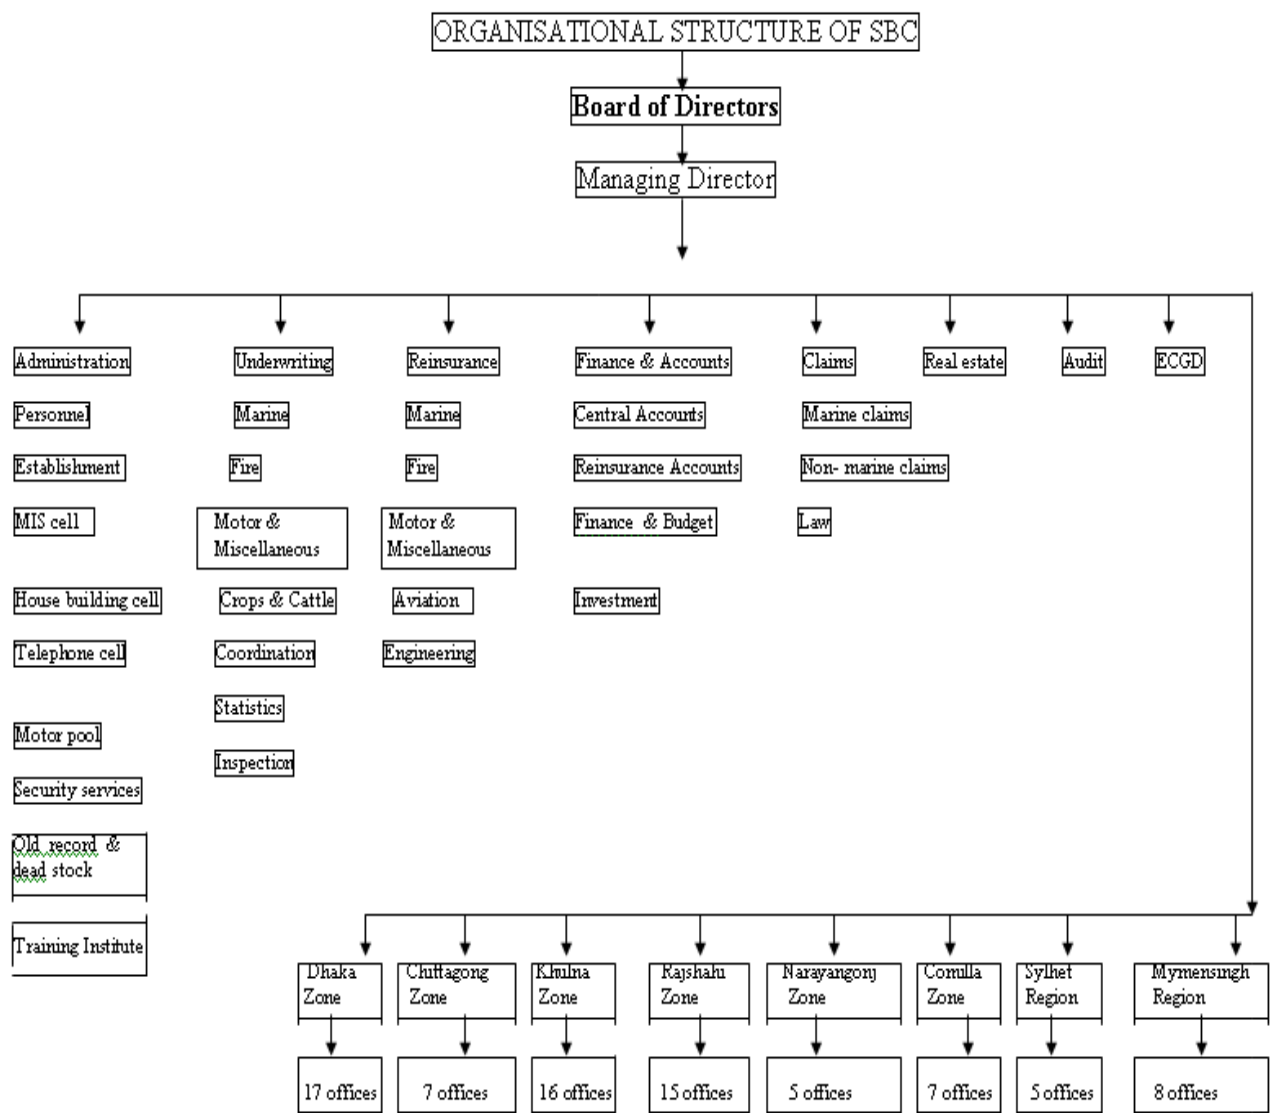 ORGANISATIONAL STRUCTURE OF SBC
Board of Directors
Managing Director
Administration
Underwriting
Reinsurance
Finance & Accounts
Claims
Real estate
Audit
ECGD
Personnel
Marine
Marine
Central Accounts
Marine claims
Establishment
Fire
Fire
Reinsurance Accounts
Non- marine claims
MIS cell
Motor &
Miscellaneous
Motor &
Miscellaneous
Finance & Budget
Law
House building cell
Crops & Cattle
Aviation
Investment
Telephone cell
Coordination
Engineering
Statistics
Motor pool
Inspection
Security services
Old record &
dead stock
Training Institute
Dhaka
Zone
Chittagong
Zone
Khulna
Zone
Rajshahi
Zone
Narayangonj
Zone
Comilla
Zone
Sylhet
Region
Mymensingh
Region
17 offices
7 offices
16 offices
15 offices
5 offices
7 offices
5 offices
8 offices